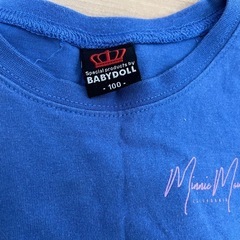 Special products by
BABYDOLL
- 100 -
Minnie Mou